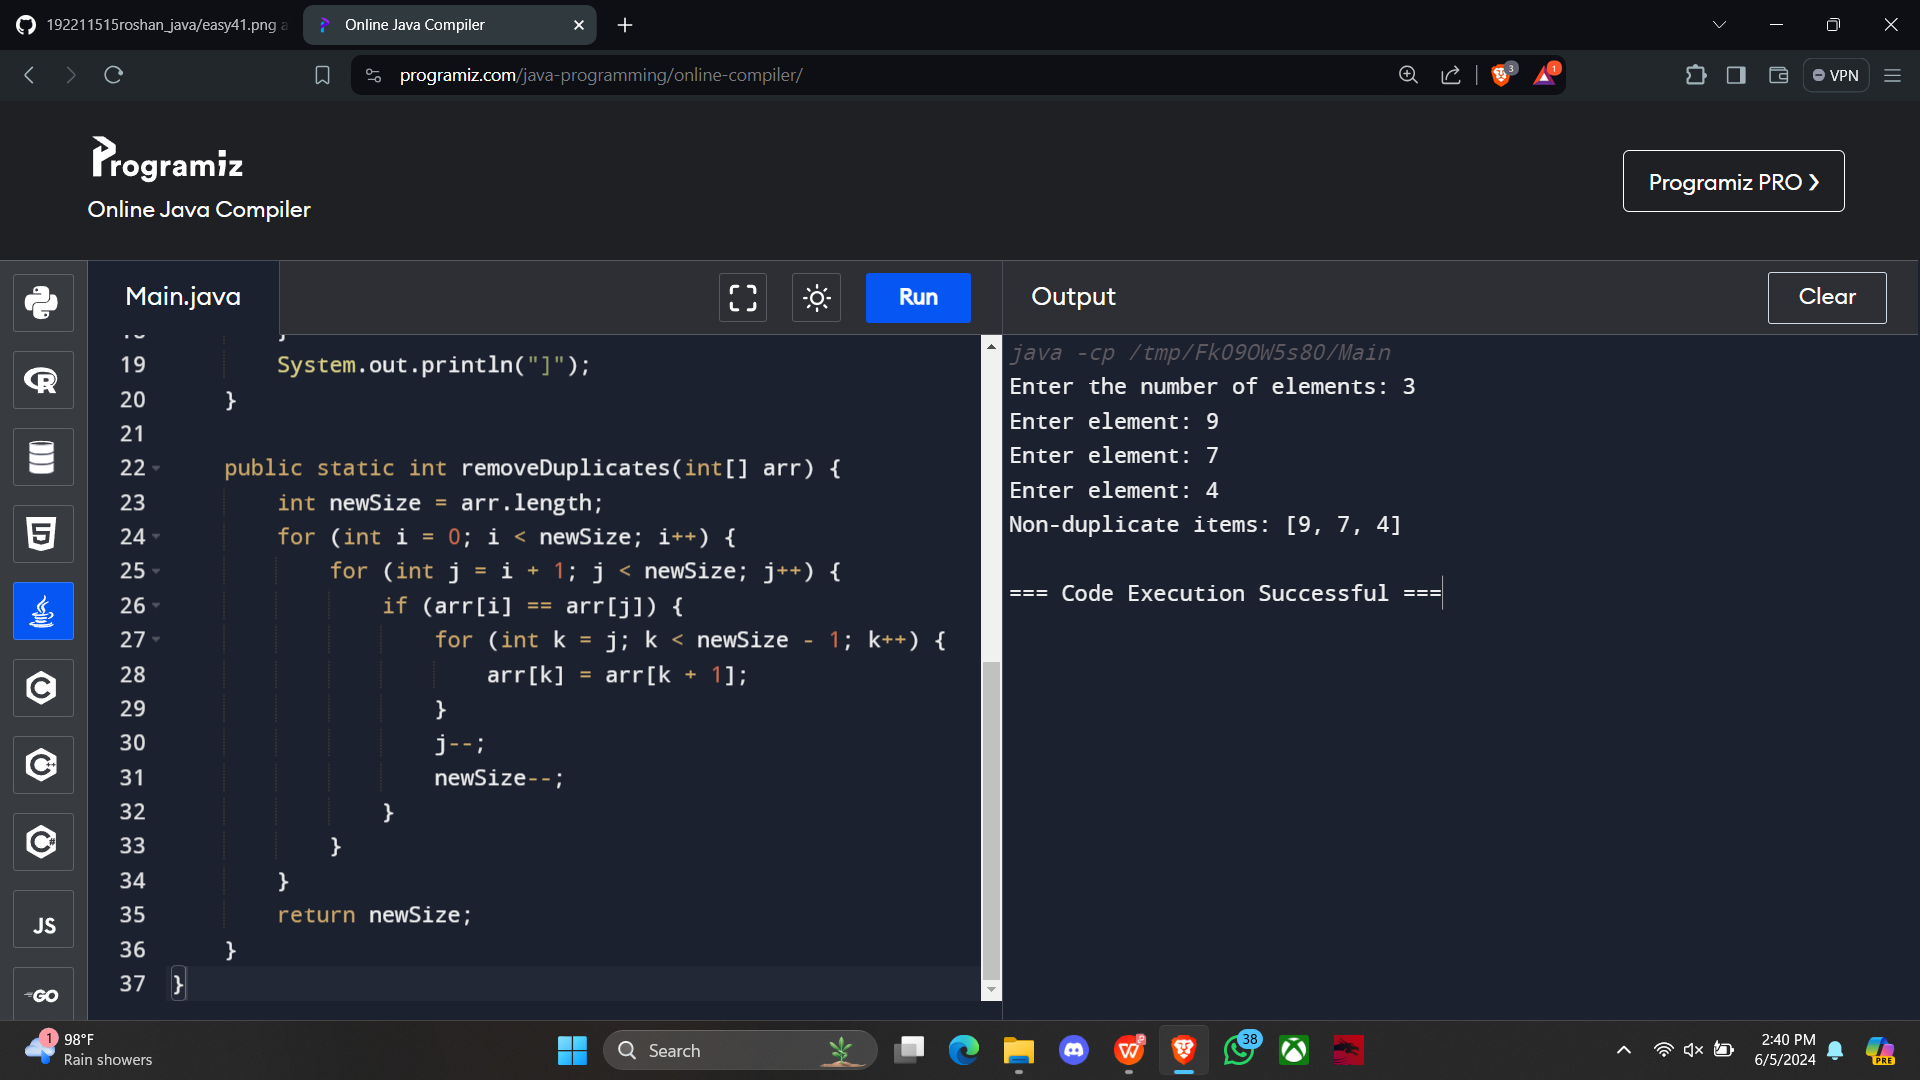 192211515roshan_java/easy41.png a
Online Java Compiler
programiz.com/java-programming/online-compiler/
3
1
VPN
Programiz
Online Java Compiler
Programiz PRO ❯
Main.java
Run
Output
Clear
19 System.out.println("]");
20 }
21
22 public static int removeDuplicates(int[] arr) {
23 int newSize = arr.length;
24 for (int i = 0; i < newSize; i++) {
25 for (int j = i + 1; j < newSize; j++) {
26 if (arr[i] == arr[j]) {
27 for (int k = j; k < newSize - 1; k++) {
28 arr[k] = arr[k + 1];
29 }
30 j--;
31 newSize--;
32 }
33 }
34 }
35 return newSize;
36 }
37 }
java -cp /tmp/Fk09OW5s8O/Main
Enter the number of elements: 3
Enter element: 9
Enter element: 7
Enter element: 4
Non-duplicate items: [9, 7, 4]
=== Code Execution Successful ===
R
5
C
C++
C#
JS
GO
1
98°F
Rain showers
Search
W
38
2:40 PM
6/5/2024
PRE